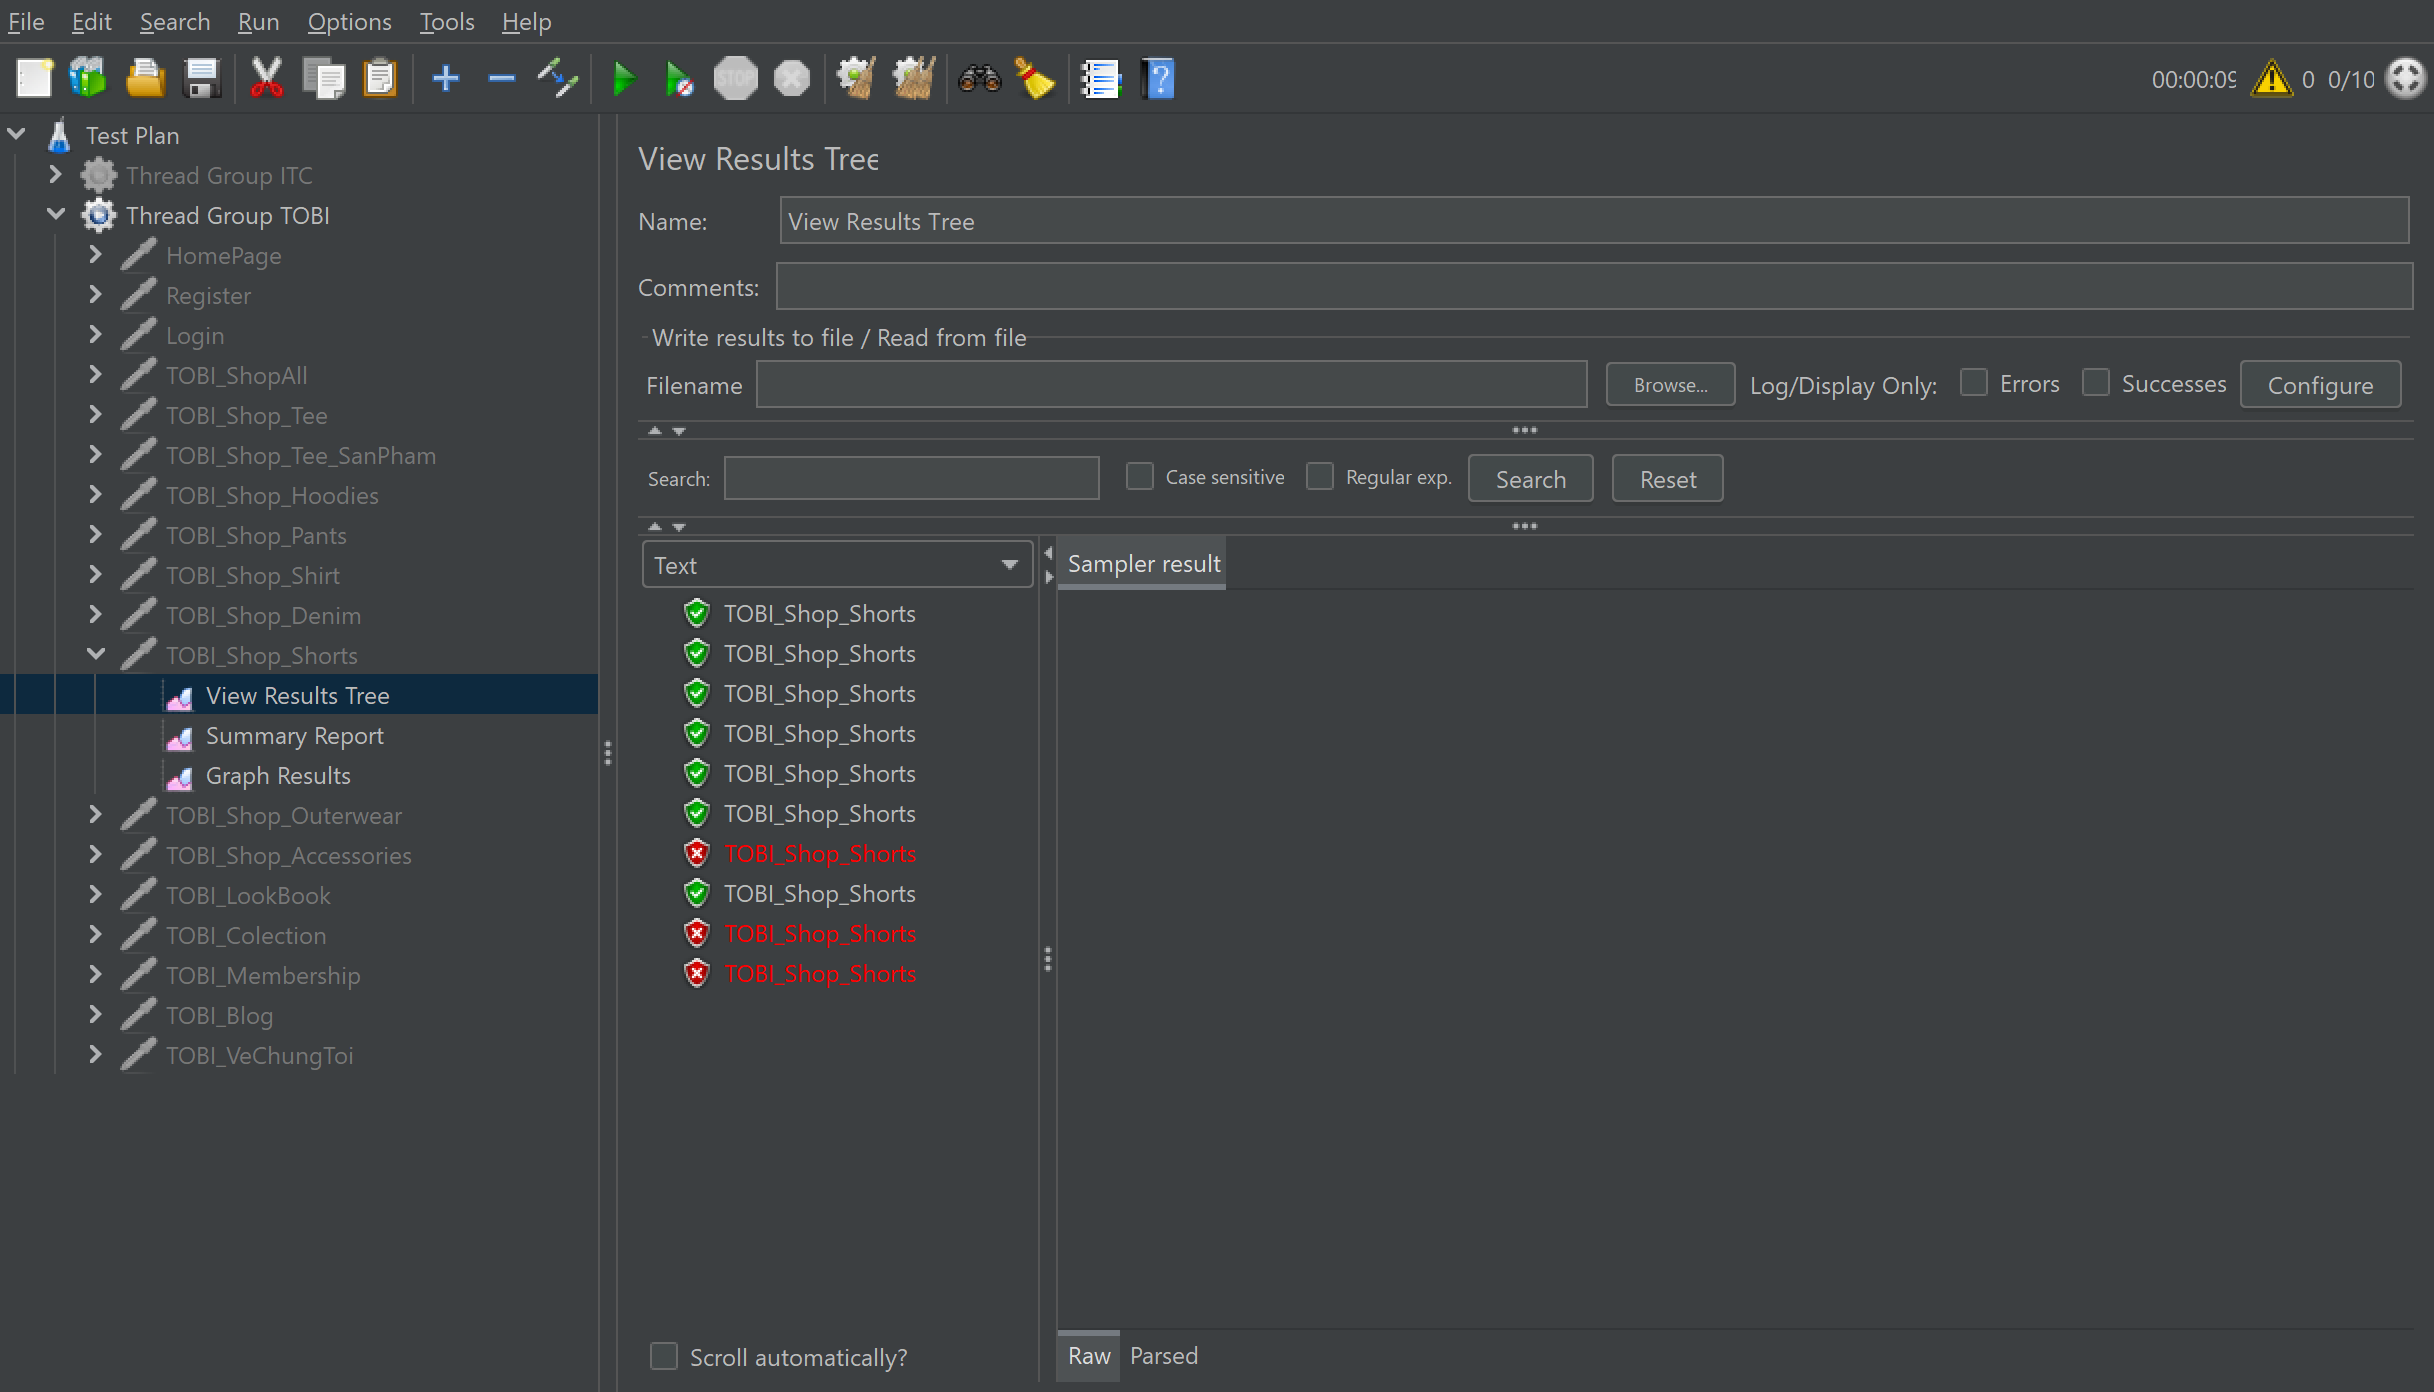 File Edit Search Run Options Tools Help
STOP
00:00:09 0 0/10
Test Plan
Thread Group ITC
Thread Group TOBI
HomePage
Register
Login
TOBI_ShopAll
TOBI_Shop_Tee
TOBI_Shop_Tee_SanPham
TOBI_Shop_Hoodies
TOBI_Shop_Pants
TOBI_Shop_Shirt
TOBI_Shop_Denim
TOBI_Shop_Shorts
View Results Tree
Summary Report
Graph Results
TOBI_Shop_Outerwear
TOBI_Shop_Accessories
TOBI_LookBook
TOBI_Colection
TOBI_Membership
TOBI_Blog
TOBI_VeChungToi
View Results Tree
Name: View Results Tree
Comments:
Write results to file / Read from file
Filename Browse... Log/Display Only: Errors Successes Configure
Search: Case sensitive Regular exp. Search Reset
Text
TOBI_Shop_Shorts
TOBI_Shop_Shorts
TOBI_Shop_Shorts
TOBI_Shop_Shorts
TOBI_Shop_Shorts
TOBI_Shop_Shorts
TOBI_Shop_Shorts
TOBI_Shop_Shorts
TOBI_Shop_Shorts
TOBI_Shop_Shorts
Scroll automatically?
Sampler result
Raw Parsed